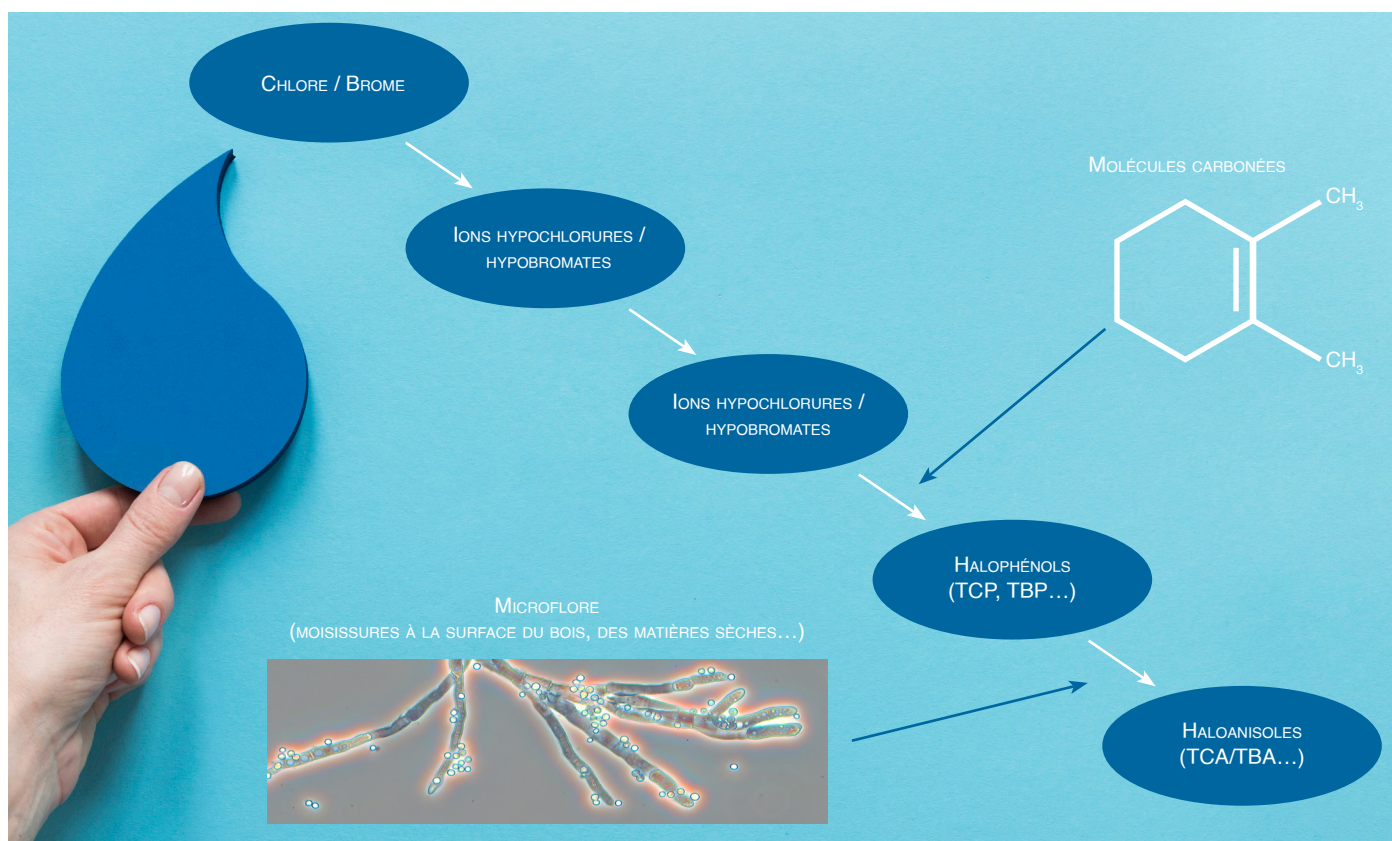 Chlore / Brome
Ions hypochlorures /
hypobromates
Ions hypochlorures /
hypobromates
Molécules carbonées
CH3
CH3
Halophénols
(TCP, TBP…)
Microflore
(moisissures à la surface du bois, des matières sèches…)
Haloanisoles
(TCA/TBA…)